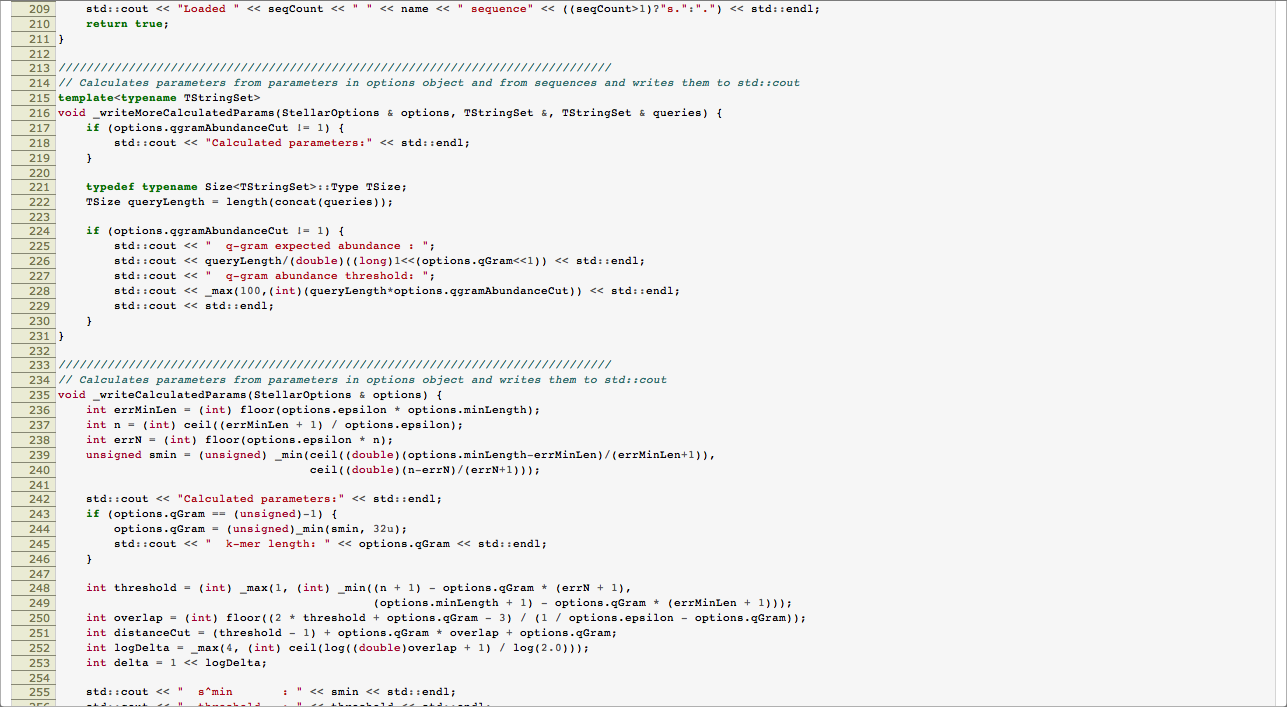 209     std::cout << "Loaded " << seqCount << " " << name << " sequence" << ((seqCount>1)?"s.":".") << std::endl;
210     return true;
211 }
212
213 ///////////////////////////////////////////////////////////////////////////////
214 // Calculates parameters from parameters in options object and from sequences and writes them to std::cout
215 template<typename TStringSet>
216 void _writeMoreCalculatedParams(StellarOptions & options, TStringSet &, TStringSet & queries) {
217     if (options.qgramAbundanceCut != 1) {
218         std::cout << "Calculated parameters:" << std::endl;
219     }
220
221     typedef typename Size<TStringSet>::Type TSize;
222     TSize queryLength = length(concat(queries));
223
224     if (options.qgramAbundanceCut != 1) {
225         std::cout << "  q-gram expected abundance : ";
226         std::cout << queryLength/(double)((long)1<<(options.qGram<<1)) << std::endl;
227         std::cout << "  q-gram abundance threshold: ";
228         std::cout << _max(100,(int)(queryLength*options.qgramAbundanceCut)) << std::endl;
229         std::cout << std::endl;
230     }
231 }
232
233 ///////////////////////////////////////////////////////////////////////////////
234 // Calculates parameters from parameters in options object and writes them to std::cout
235 void _writeCalculatedParams(StellarOptions & options) {
236     int errMinLen = (int) floor(options.epsilon * options.minLength);
237     int n = (int) ceil((errMinLen + 1) / options.epsilon);
238     int errN = (int) floor(options.epsilon * n);
239     unsigned smin = (unsigned) _min(ceil((double)(options.minLength-errMinLen)/(errMinLen+1)),
240                                     ceil((double)(n-errN)/(errN+1)));
241
242     std::cout << "Calculated parameters:" << std::endl;
243     if (options.qGram == (unsigned)-1) {
244         options.qGram = (unsigned)_min(smin, 32u);
245         std::cout << "  k-mer length: " << options.qGram << std::endl;
246     }
247
248     int threshold = (int) _max(1, (int) _min((n + 1) - options.qGram * (errN + 1),
249                                              (options.minLength + 1) - options.qGram * (errMinLen + 1)));
250     int overlap = (int) floor((2 * threshold + options.qGram - 3) / (1 / options.epsilon - options.qGram));
251     int distanceCut = (threshold - 1) + options.qGram * overlap + options.qGram;
252     int logDelta = _max(4, (int) ceil(log((double)overlap + 1) / log(2.0)));
253     int delta = 1 << logDelta;
254
255     std::cout << "  s^min       : " << smin << std::endl;
256     std::cout << "  threshold   : " << threshold << std::endl;